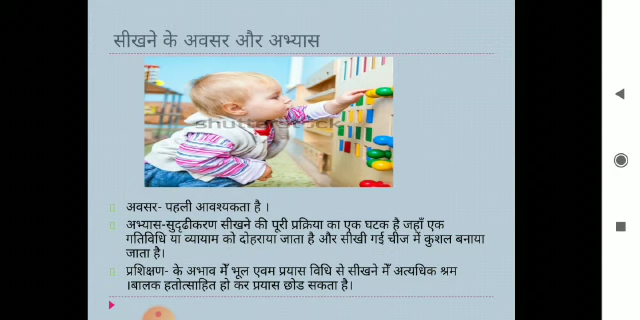 सीखने के अवसर और अभ्यास
shutterstock
अवसर- पहली आवश्यकता है ।
अभ्यास-सुदृढीकरण सीखने की पूरी प्रक्रिया का एक घटक है जहाँ एक
गतिविधि या व्यायाम को दोहराया जाता है और सीखी गई चीज में कुशल बनाया
जाता है।
प्रशिक्षण- के अभाव मेँ भूल एवम प्रयास विधि से सीखने मेँ अत्यधिक श्रम
।बालक हतोत्साहित हो कर प्रयास छोड सकता है।